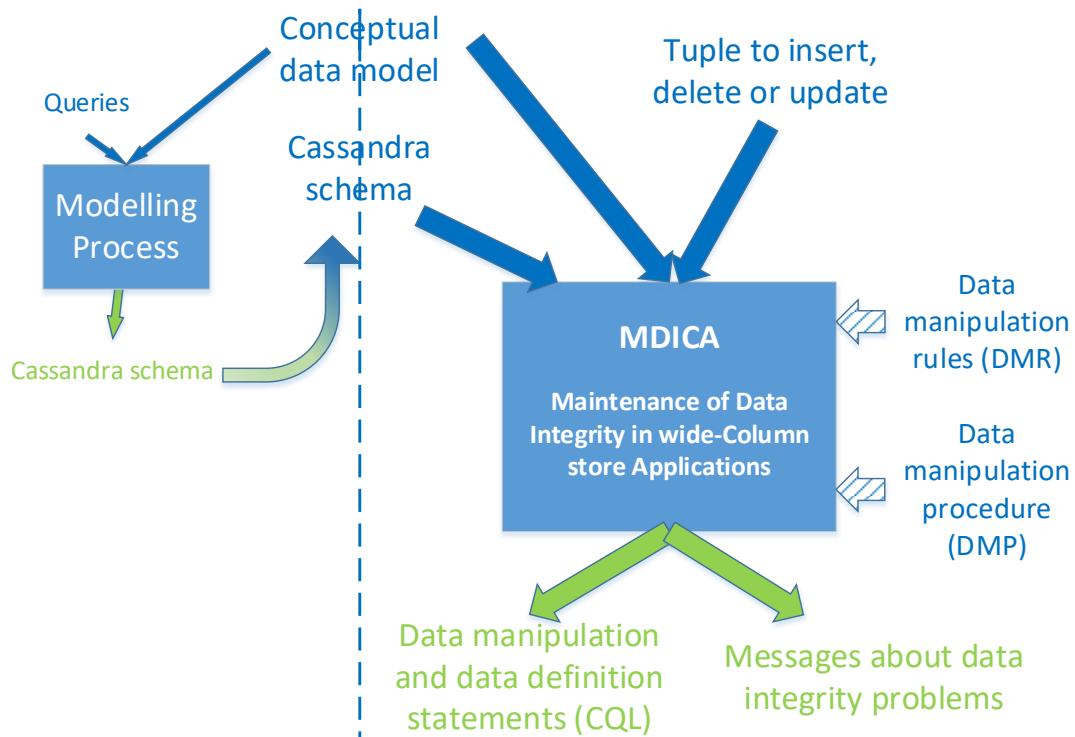 Conceptual
data model
Tuple to insert,
delete or update
Queries
Cassandra
schema
Modelling
Process
Cassandra schema
MDICA
Maintenance of Data
Integrity in wide-Column
store Applications
Data
manipulation
rules (DMR)
Data
manipulation
procedure
(DMP)
Data manipulation
and data definition
statements (CQL)
Messages about data
integrity problems